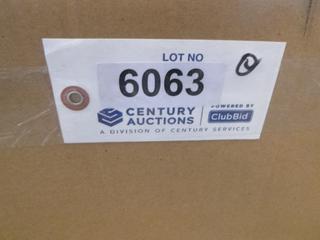 LOT NO
6063
CENTURY
AUCTIONS
POWERED BY
ClubBid
A DIVISION OF CENTURY SERVICES